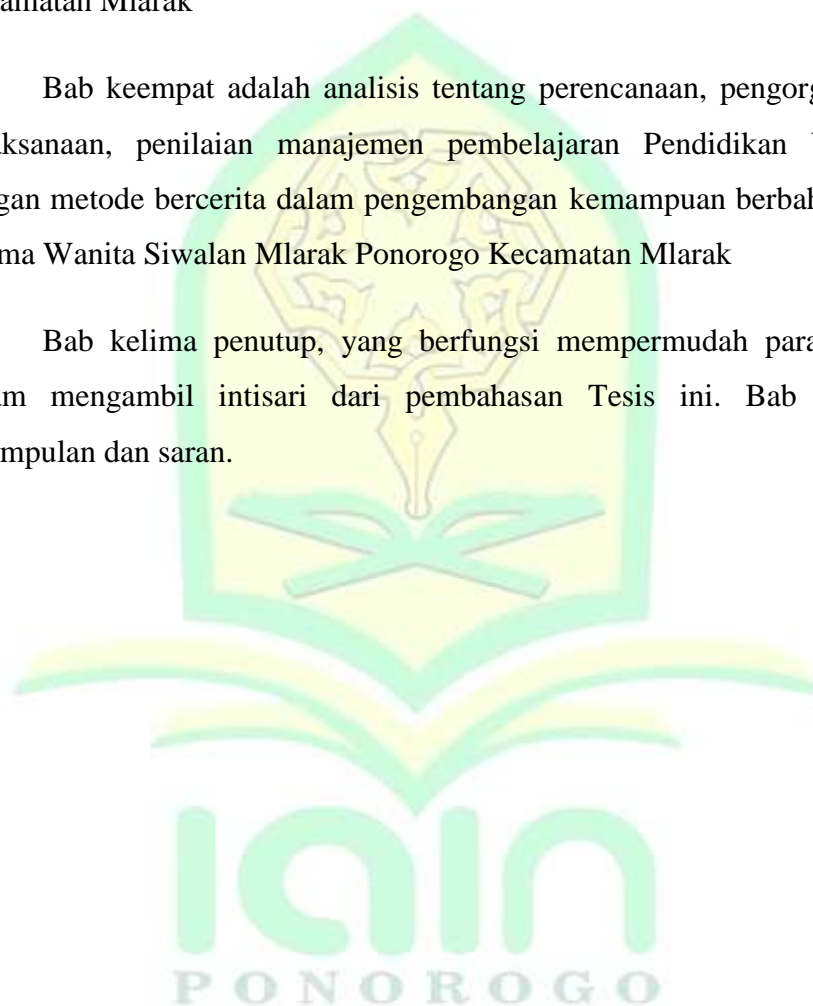 camatan Mlarak
Bab keempat adalah analisis tentang perencanaan, pengorg
aksanaan, penilaian manajemen pembelajaran Pendidikan
gan metode bercerita dalam pengembangan kemampuan berbah
ma Wanita Siwalan Mlarak Ponorogo Kecamatan Mlarak
Bab kelima penutup, yang berfungsi mempermudah para
am mengambil intisari dari pembahasan Tesis ini. Bab
mpulan dan saran.
iain
PONOROGO